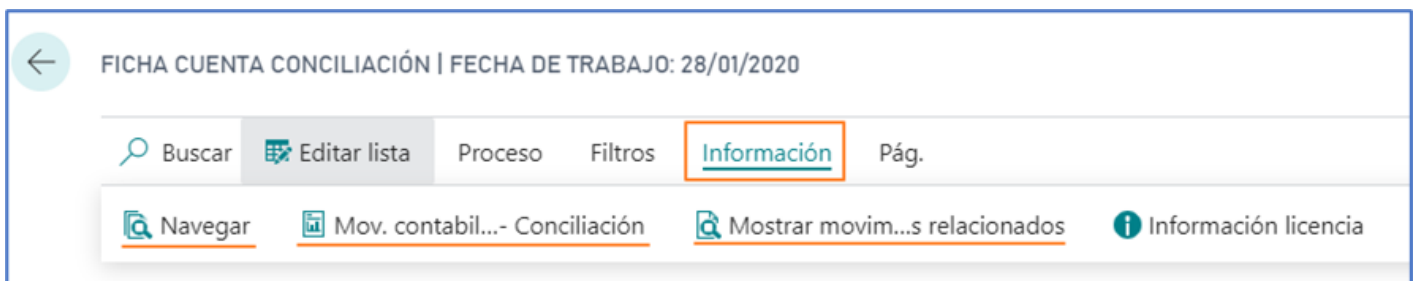 FICHA CUENTA CONCILIACIÓN | FECHA DE TRABAJO: 28/01/2020
Buscar Editar lista Proceso Filtros Información Pág.
Navegar Mov. contabil...- Conciliación Mostrar movim...s relacionados Información licencia